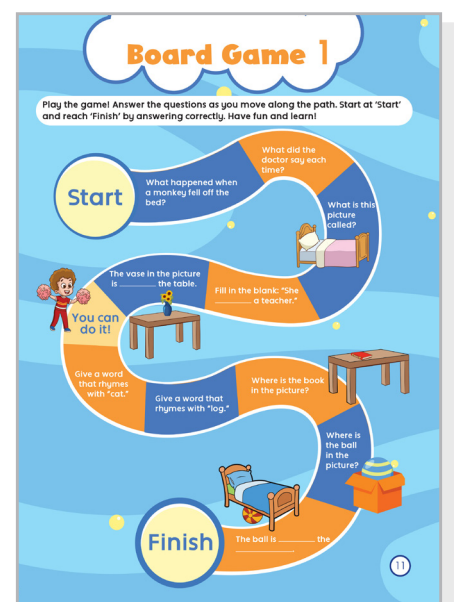 Board Game 1
Play the game! Answer the questions as you move along the path. Start at 'Start'
and reach 'Finish' by answering correctly. Have fun and learn!
Start
What happened when
a monkey fell off the
bed?
What did the
doctor say each
time?
What is this
picture
called?
Fill in the blank: "She
________ a teacher."
The vase in the picture
is ________ the table.
You can
do it!
Give a word
that rhymes
with "cat."
Give a word that
rhymes with "log."
Where is the book
in the picture?
Where is
the ball
in the
picture?
The ball is ________ the
_____________
Finish
11